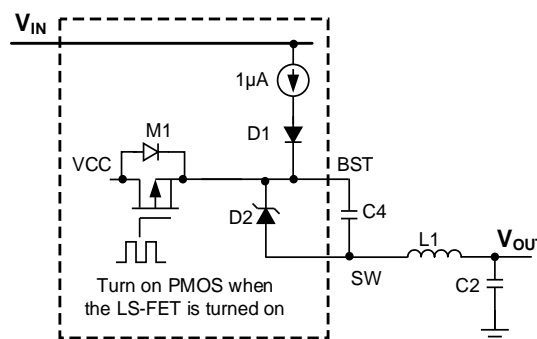 VIN
1µA
M1
D1
VCC
BST
D2
C4
L1
VOUT
SW
C2
Turn on PMOS when
the LS-FET is turned on